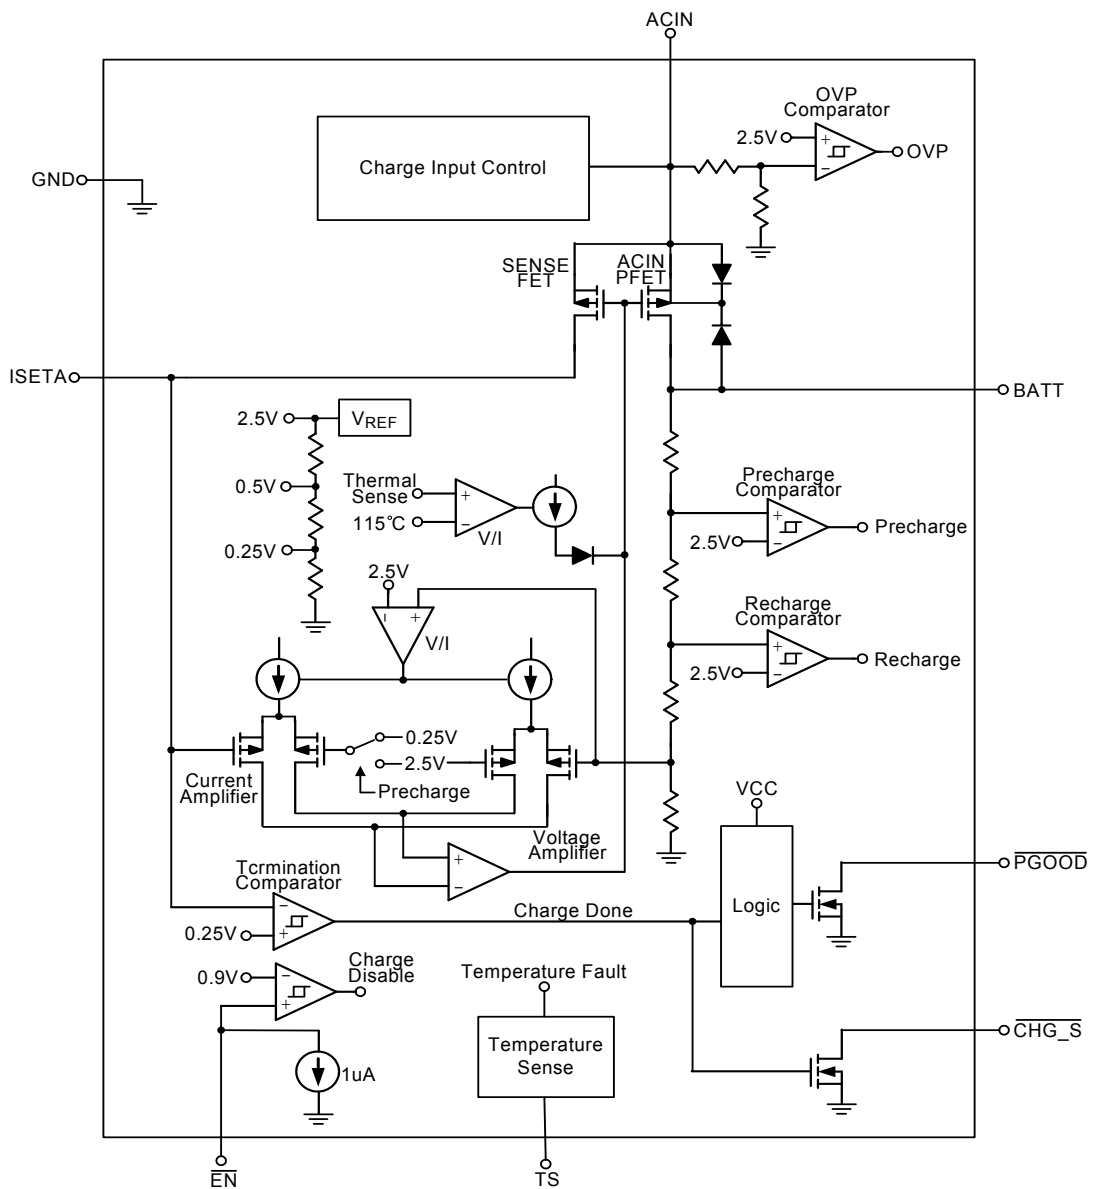 ACIN
OVP
Comparator
2.5V
+
−
OVP
Charge Input Control
GND
SENSE
FET
ACIN
PFET
ISETA
BATT
2.5V
VREF
0.5V
0.25V
Thermal
Sense
115℃
+
−
V/I
Precharge
Comparator
+
−
2.5V
Precharge
2.5V
−
+
V/I
Recharge
Comparator
+
−
2.5V
Recharge
0.25V
2.5V
Precharge
Current
Amplifier
Voltage
Amplifier
+
−
VCC
Logic
PGOOD
Tcrmination
Comparator
−
+
0.25V
Charge Done
0.9V
−
+
Charge
Disable
1uA
Temperature Fault
Temperature
Sense
CHG_S
EN
TS